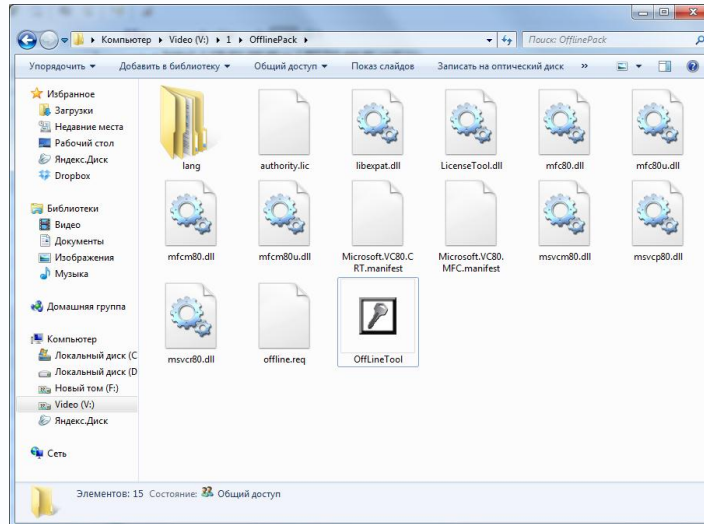 Компьютер ▸ Video (V:) ▸ 1 ▸ OfflinePack ▸
Поиск: OfflinePack
Упорядочить ▾ Добавить в библиотеку ▾ Общий доступ ▾ Показ слайдов Записать на оптический диск »
Избранное
Загрузки
Недавние места
Рабочий стол
Яндекс.Диск
Dropbox
Библиотеки
Видео
Документы
Изображения
Музыка
Домашняя группа
Компьютер
Локальный диск (C
Локальный диск (D
Новый том (F:)
Video (V:)
Яндекс.Диск
Сеть
lang
authority.lic
libexpat.dll
LicenseTool.dll
mfc80.dll
mfc80u.dll
mfcm80.dll
mfcm80u.dll
Microsoft.VC80.C
RT.manifest
Microsoft.VC80.
MFC.manifest
msvcm80.dll
msvcp80.dll
msvcr80.dll
offline.req
OffLineTool
Элементов: 15 Состояние: Общий доступ